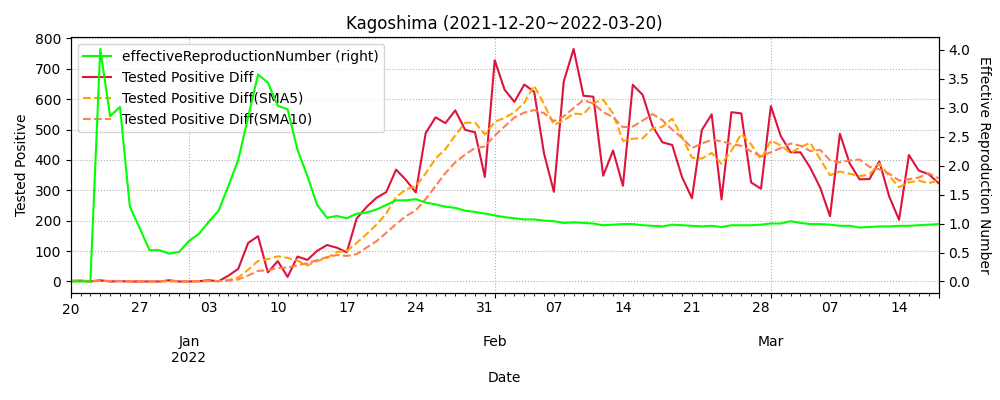 Kagoshima (2021-12-20~2022-03-20)
effectiveReproductionNumber (right)
Tested Positive Diff
Tested Positive Diff(SMA5)
Tested Positive Diff(SMA10)
Tested Positive
800
700
600
500
400
300
200
100
0
4.0
3.5
3.0
2.5
2.0
1.5
1.0
0.5
0.0
Effective Reproduction Number
20 27 03 10 17 24 31 07 14 21 28 07 14
Jan Feb Mar
2022
Date